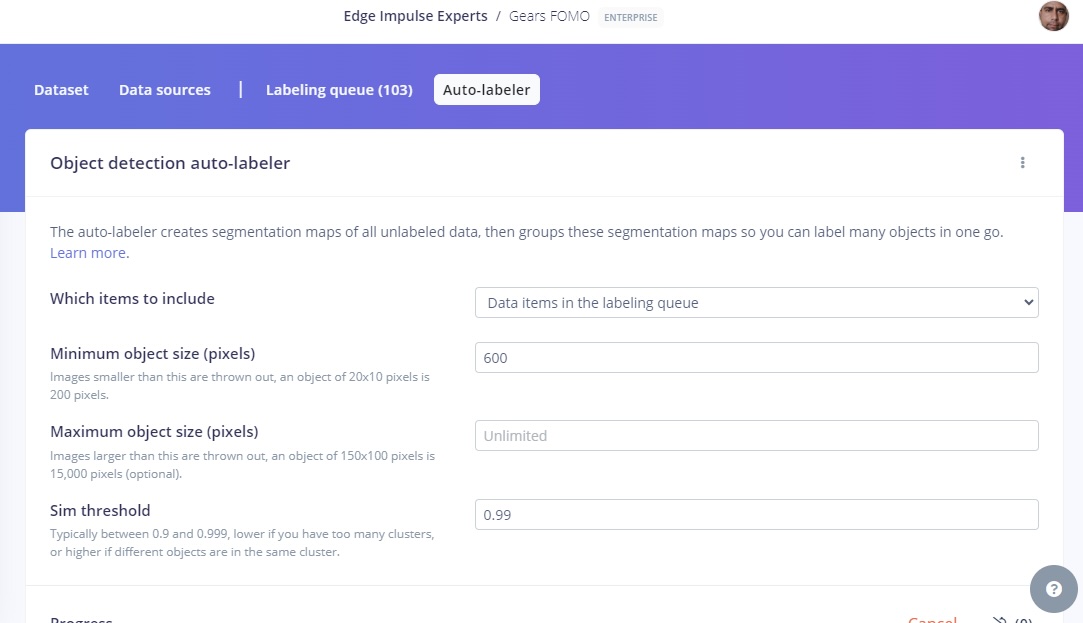 Edge Impulse Experts / Gears FOMO ENTERPRISE
Dataset Data sources | Labeling queue (103) Auto-labeler
Object detection auto-labeler
The auto-labeler creates segmentation maps of all unlabeled data, then groups these segmentation maps so you can label many objects in one go.
Learn more.
Which items to include
Data items in the labeling queue
Minimum object size (pixels)
600
Images smaller than this are thrown out, an object of 20x10 pixels is
200 pixels.
Maximum object size (pixels)
Unlimited
Images larger than this are thrown out, an object of 150x100 pixels is
15,000 pixels (optional).
Sim threshold
0.99
Typically between 0.9 and 0.999, lower if you have too many clusters,
or higher if different objects are in the same cluster.
?
Progress Cancel (0)